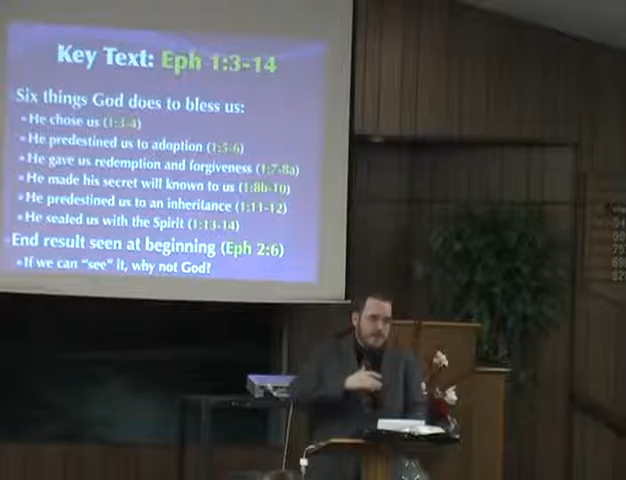 Key Text: Eph 1:3-14
Six things God does to bless us:
He chose us (1:3-4)
He predestined us to adoption (1:5-6)
He gave us redemption and forgiveness (1:7-8a)
He made his secret will known to us (1:8b-10)
He predestined us to an inheritance (1:11-12)
He sealed us with the Spirit (1:13-14)
End result seen at beginning (Eph 2:6)
If we can "see" it, why not God?